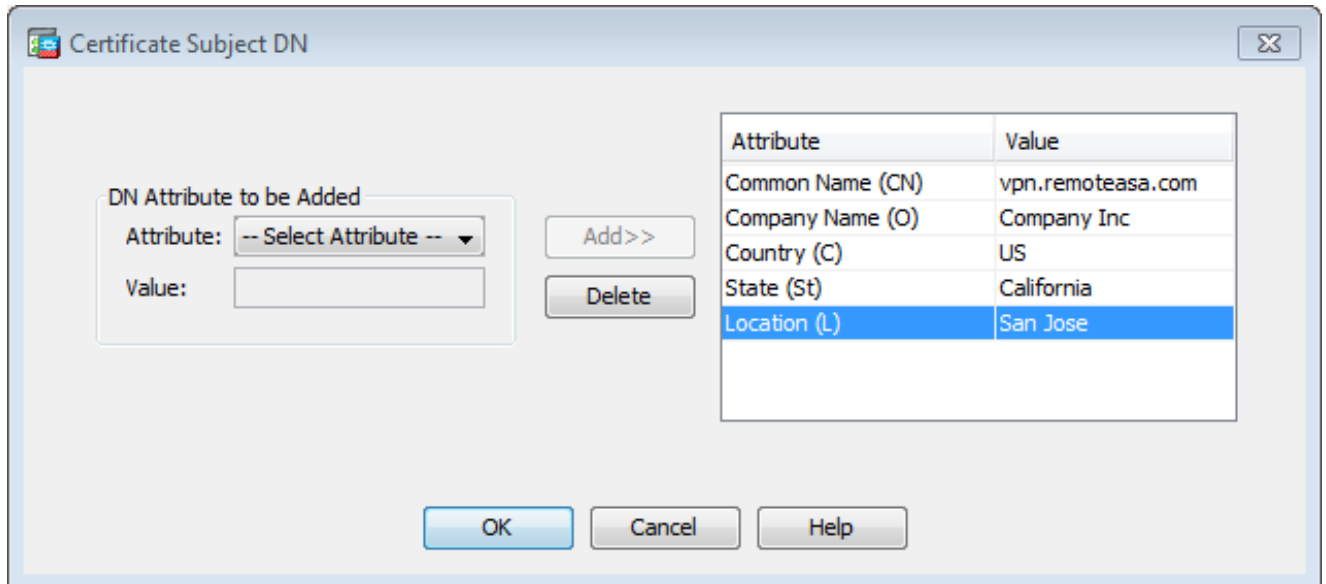 Certificate Subject DN
DN Attribute to be Added
Attribute: -- Select Attribute --
Value:
Add>>
Delete
Attribute Value
Common Name (CN) vpn.remoteasa.com
Company Name (O) Company Inc
Country (C) US
State (St) California
Location (L) San Jose
OK Cancel Help